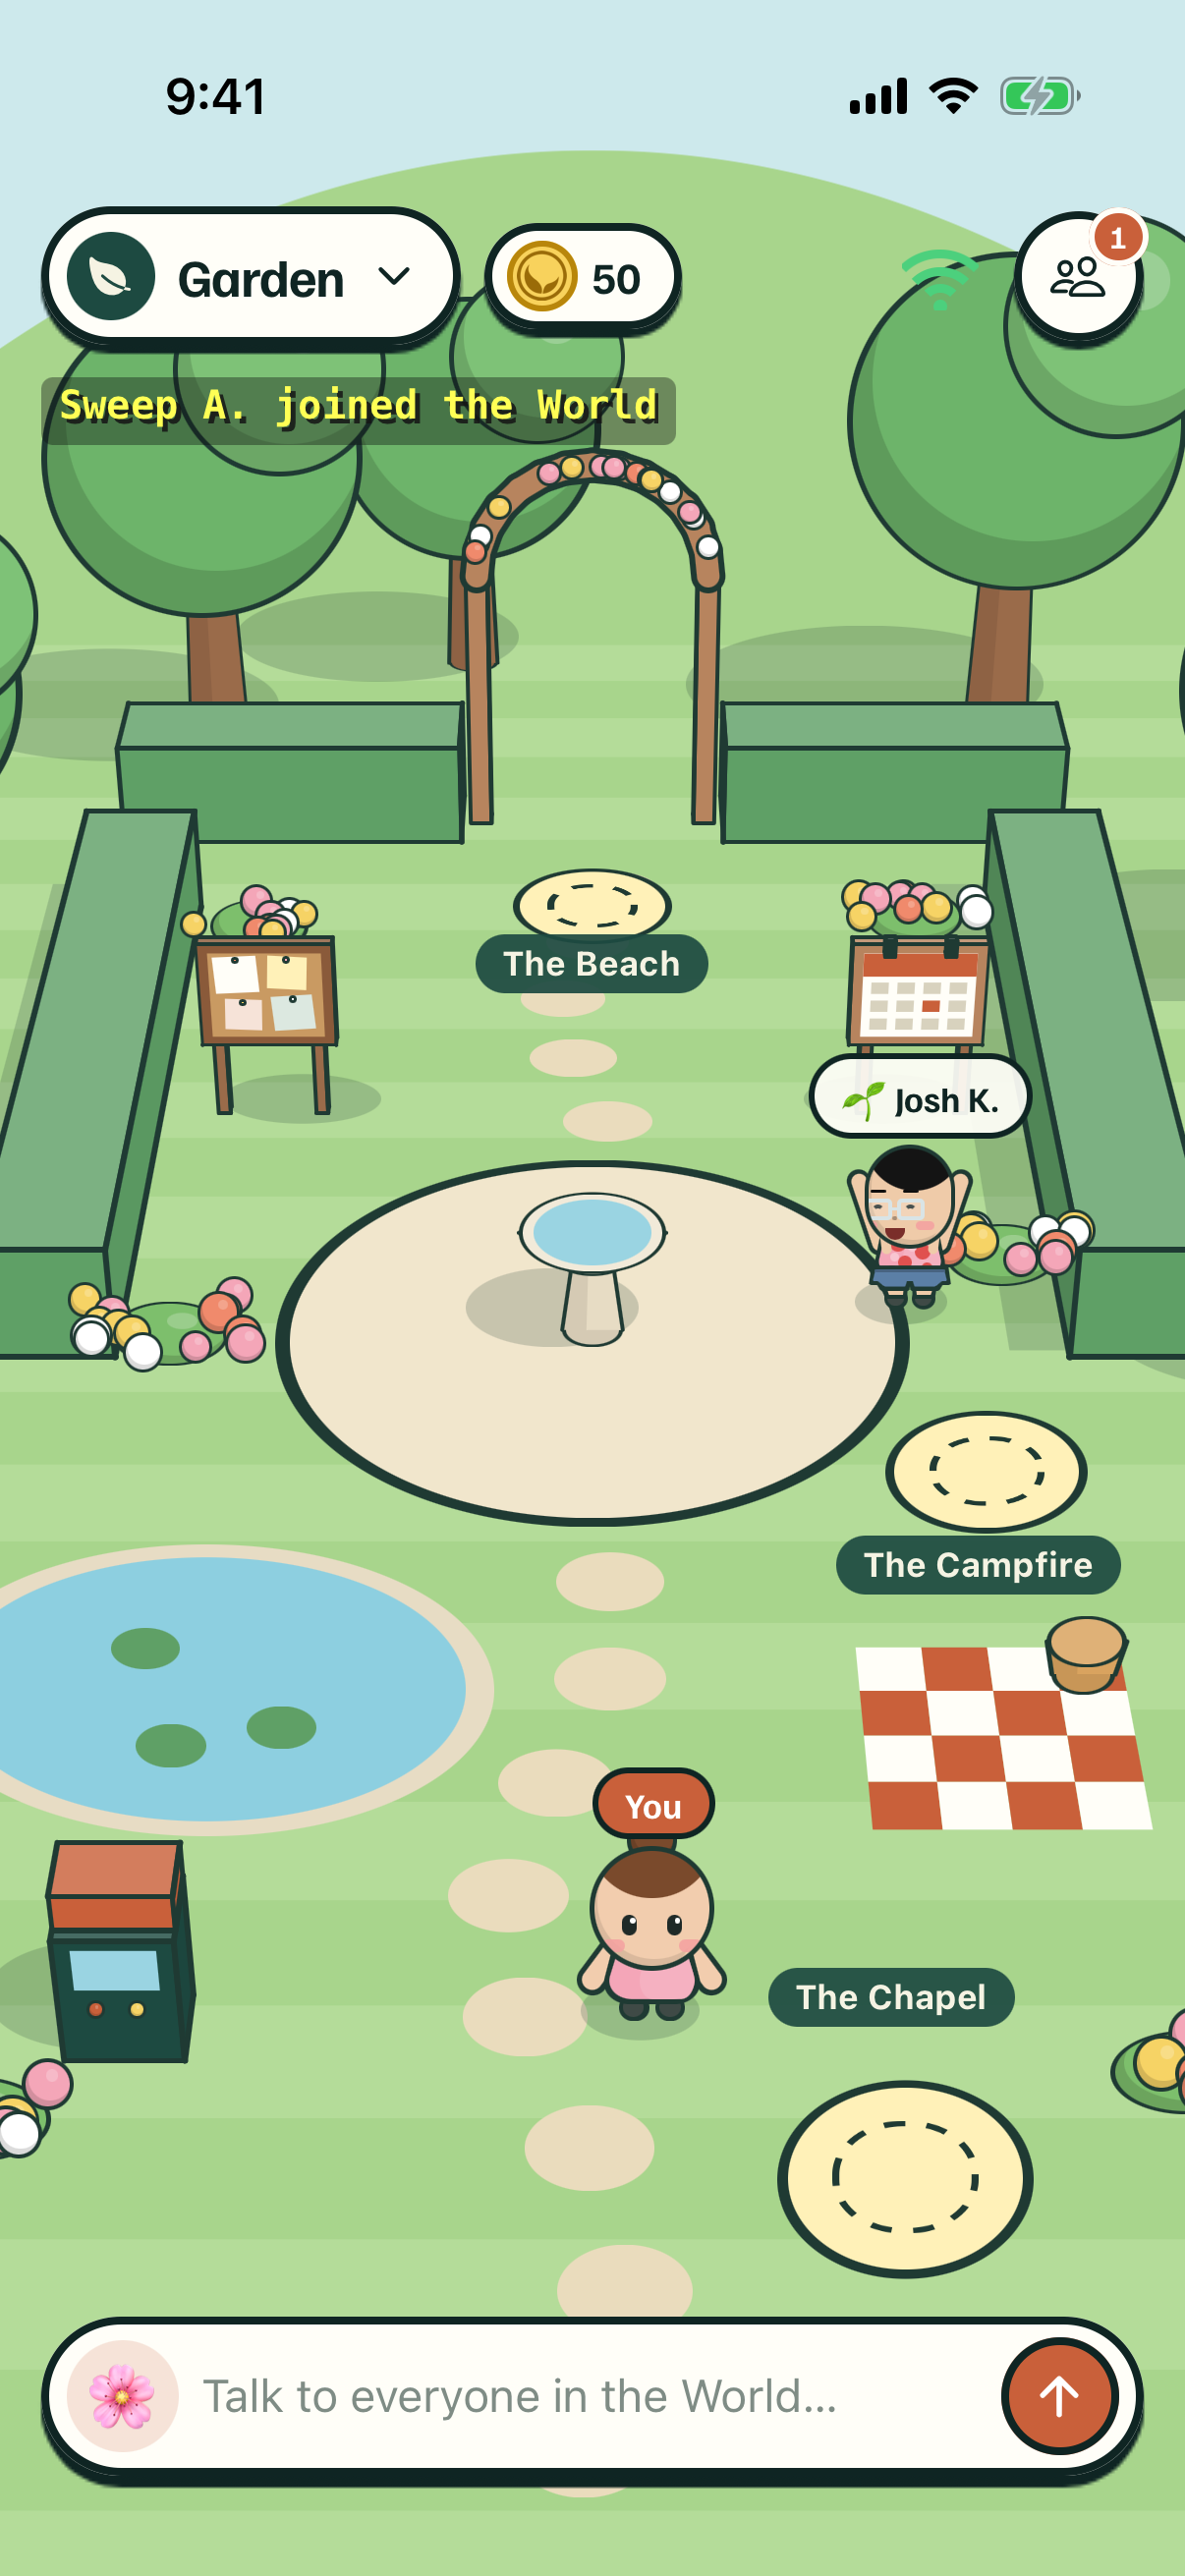 9:41
Garden
50
1
Sweep A. joined the World
The Beach
🌱 Josh K.
The Campfire
You
The Chapel
Talk to everyone in the World...